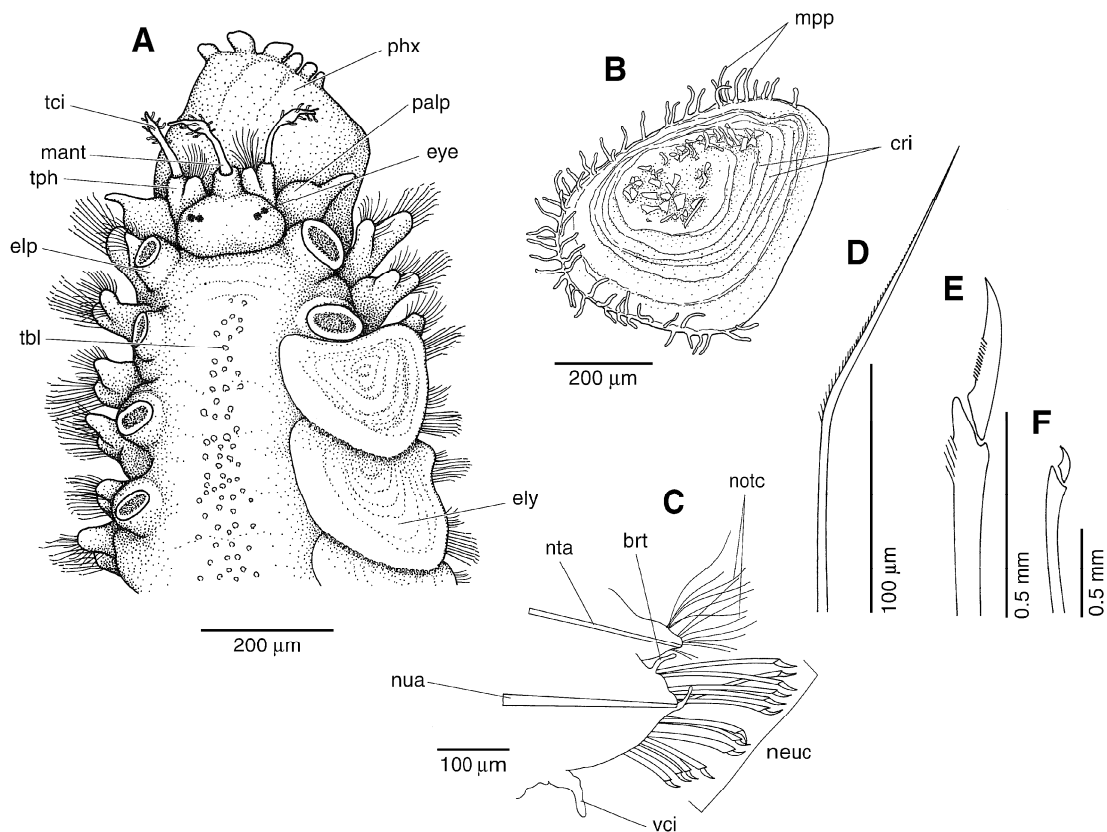 A
phx
tci
palp
mant
eye
tph
elp
tbl
ely
200 µm
B
mpp
cri
200 µm
C
notc
nta
brt
nua
neuc
vci
100 µm
D
100 µm
E
0.5 mm
F
0.5 mm